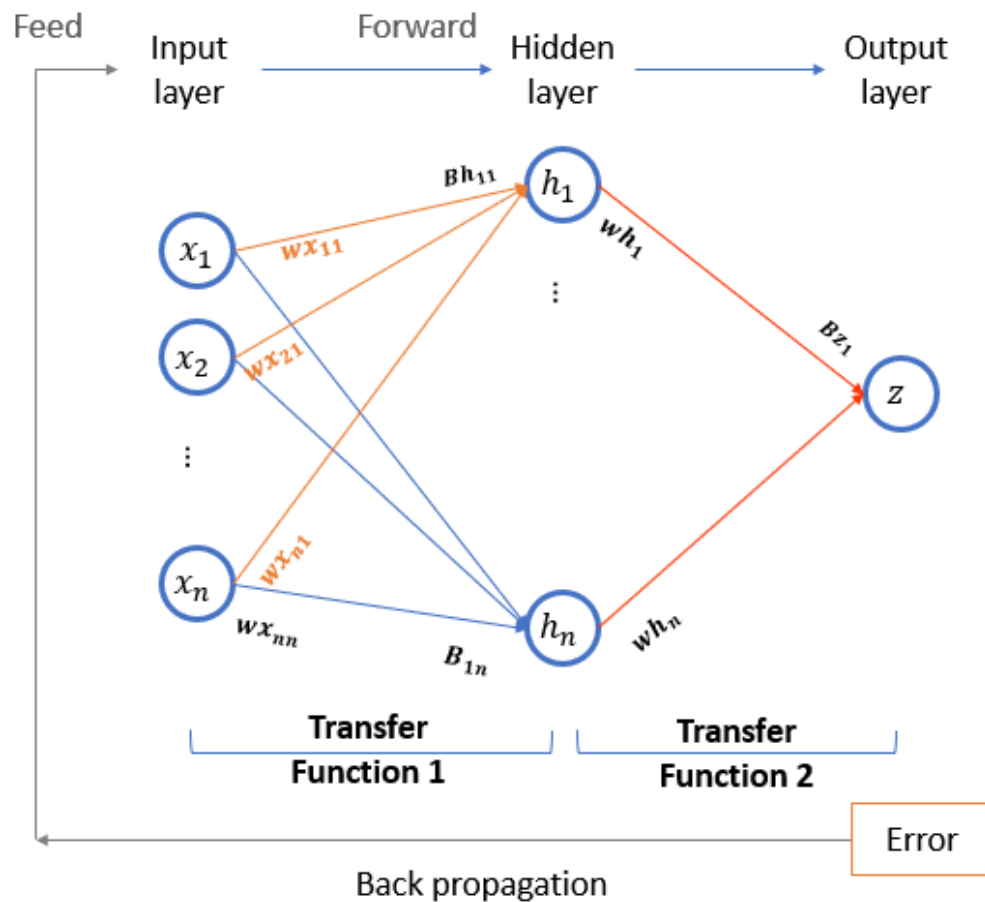 Feed
Forward
Input
layer
Hidden
layer
Output
layer
Bh₁₁
h₁
wh₁
x₁
wx₁₁
...
x₂
wx₂₁
Bz₁
z
...
xₙ
wxₙ₁
wxₙₙ
hₙ
whₙ
B₁ₙ
Transfer
Function 1
Transfer
Function 2
Error
Back propagation